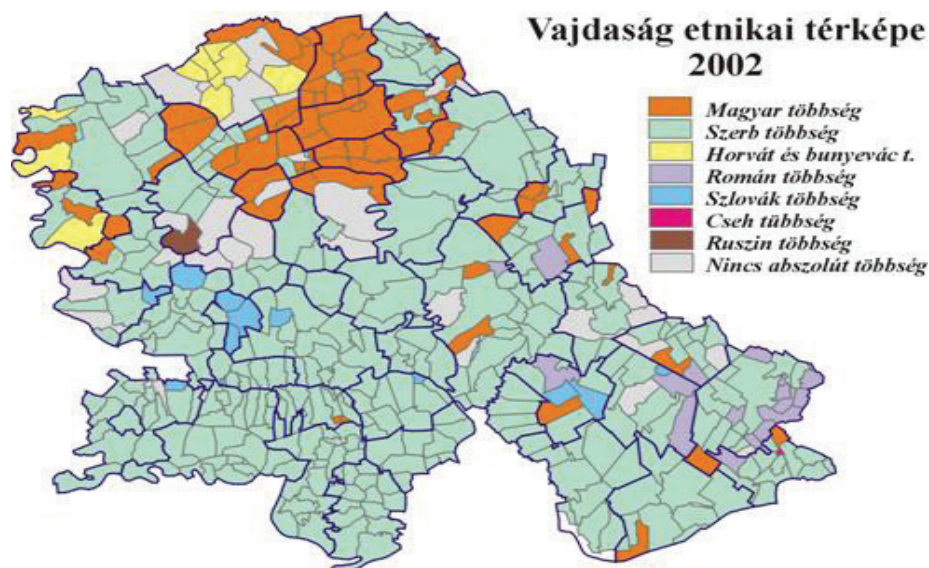 Vajdaság etnikai térképe
2002
Magyar többség
Szerb többség
Horvát és bunyevác t.
Román többség
Szlovák többség
Cseh tübbség
Ruszin többség
Nincs abszolút többség